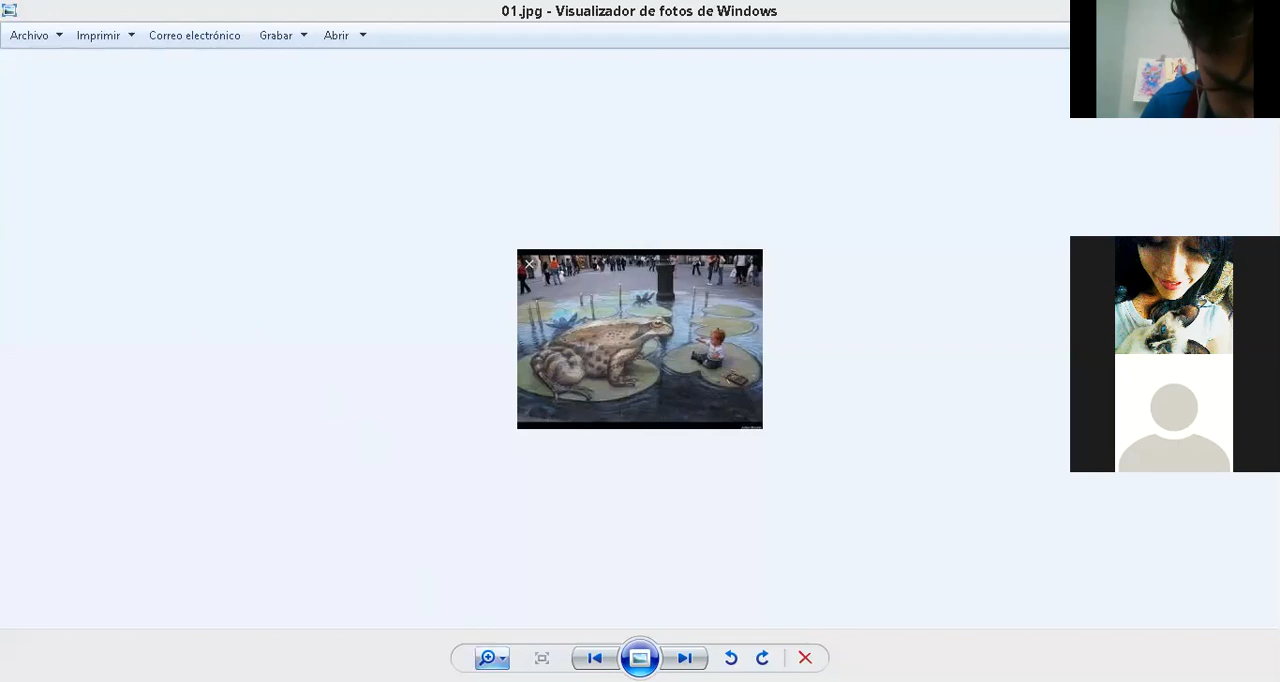 01.jpg - Visualizador de fotos de Windows
Archivo Imprimir Correo electrónico Grabar Abrir